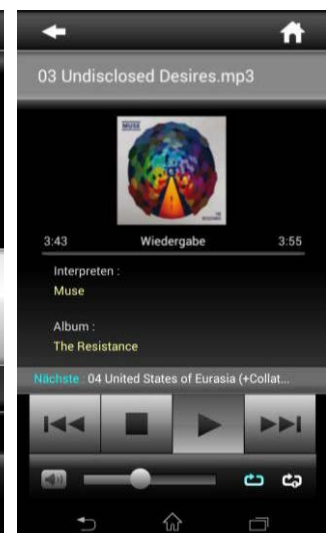 03 Undisclosed Desires.mp3
MUSE
3:43 Wiedergabe 3:55
Interpreten :
Muse
Album :
The Resistance
Nächste : 04 United States of Eurasia (+Collat...